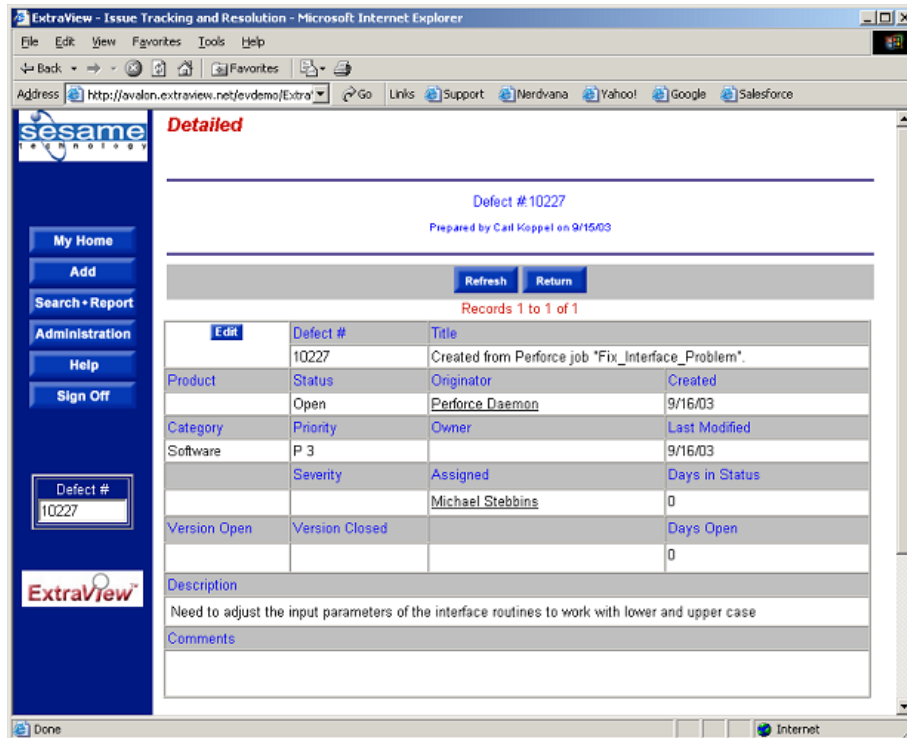 ExtraView - Issue Tracking and Resolution - Microsoft Internet Explorer
File Edit View Favorites Tools Help
Back Favorites
Address http://avalon.extraview.net/evdemo/Extra Go Links Support Nerdvana Yahoo! Google Salesforce
sesame
technology
Detailed
Defect #:10227
Prepared by Carl Koppel on 9/15/03
My Home
Add
Search + Report
Administration
Help
Sign Off
Defect #
10227
ExtraView™
Refresh Return
Records 1 to 1 of 1
Edit Defect # Title
10227 Created from Perforce job "Fix_Interface_Problem".
Product Status Originator Created
Open Perforce Daemon 9/16/03
Category Priority Owner Last Modified
Software P 3 9/16/03
Severity Assigned Days in Status
Michael Stebbins 0
Version Open Version Closed Days Open
0
Description
Need to adjust the input parameters of the interface routines to work with lower and upper case
Comments
Done Internet